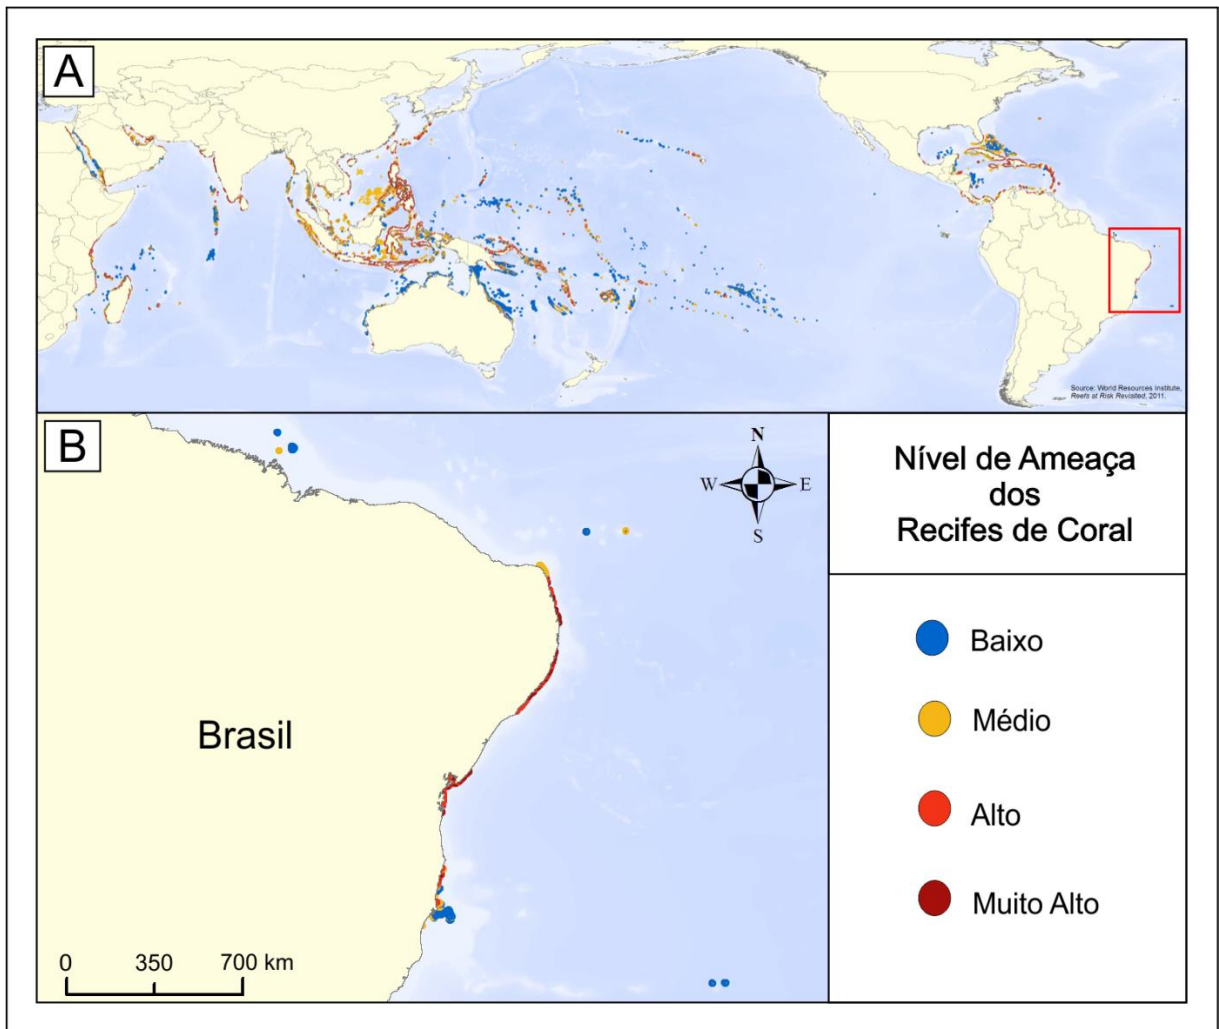 A
Source: World Resources Institute,
Reefs at Risk Revisited, 2011.
B
N
W E
S
Brasil
0 350 700 km
Nível de Ameaça
dos
Recifes de Coral
Baixo
Médio
Alto
Muito Alto